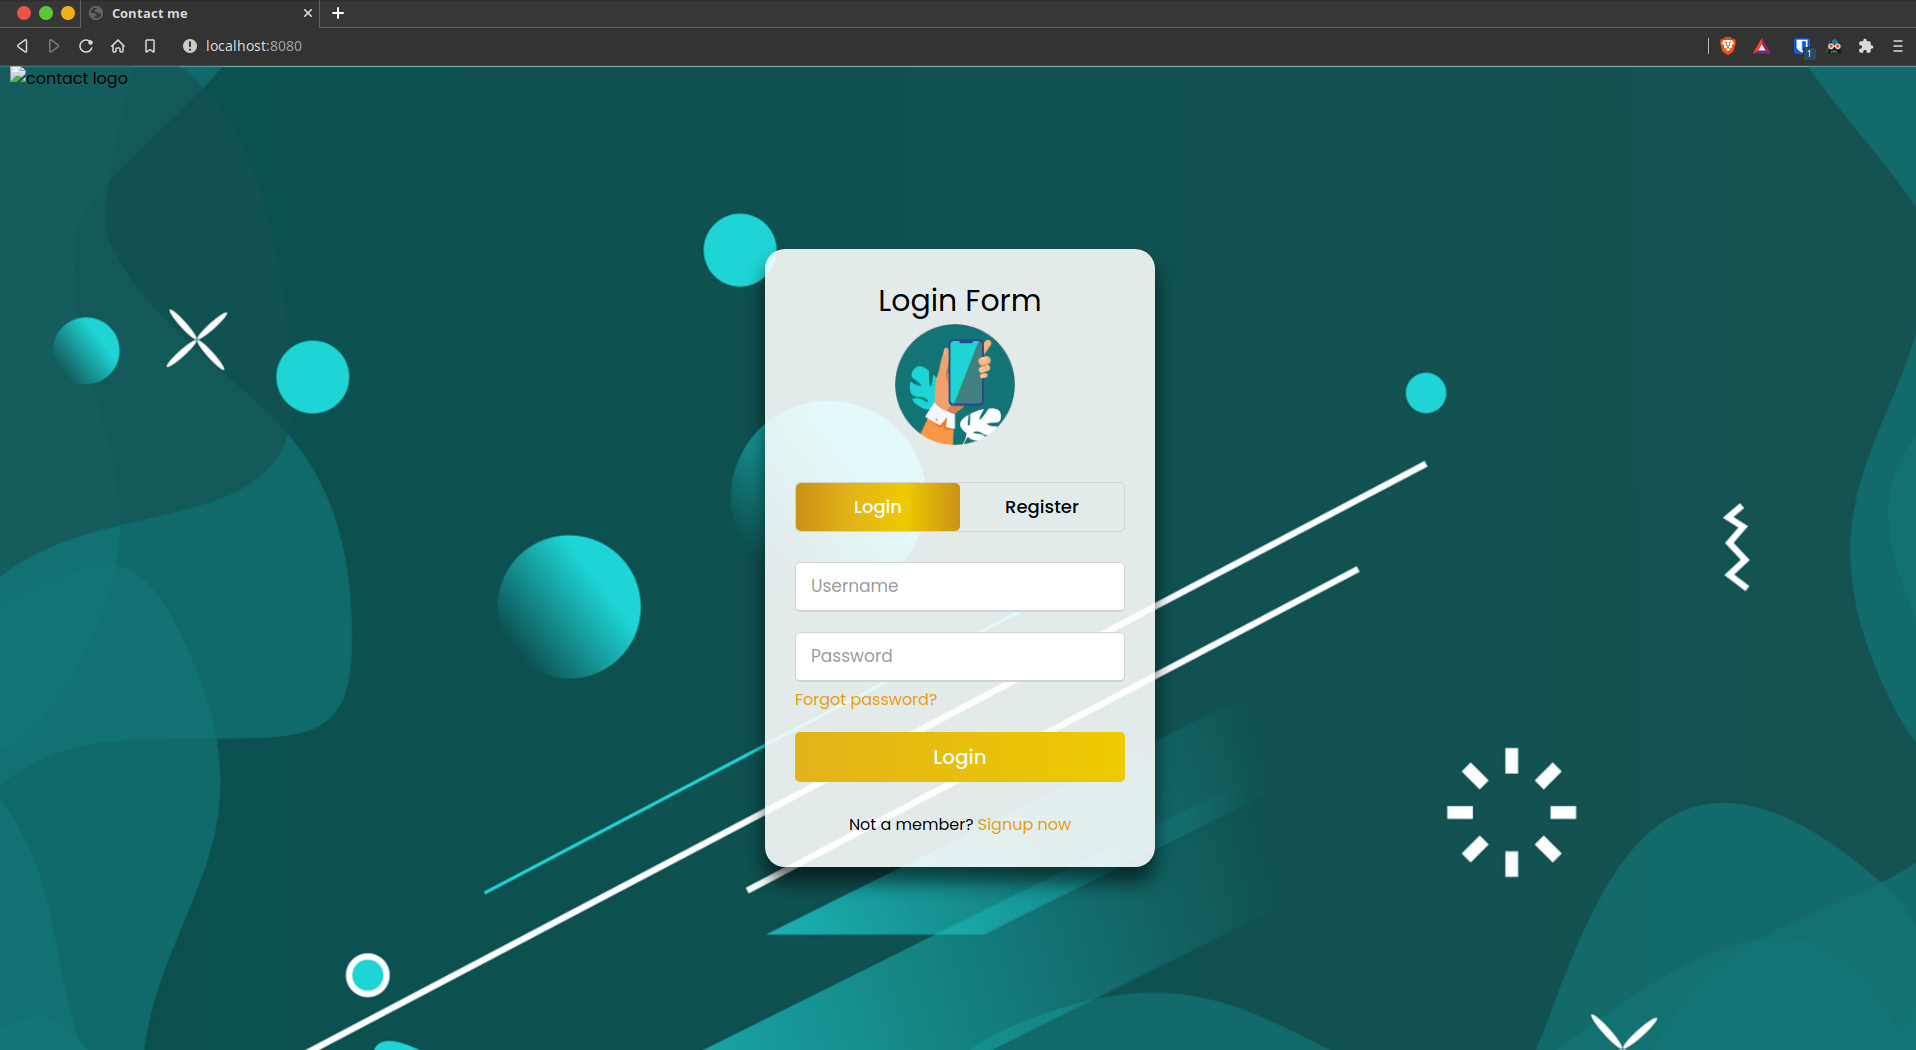 Contact me
localhost:8080
1
contact logo
Login Form
Login
Register
Username
Password
Forgot password?
Login
Not a member? Signup now